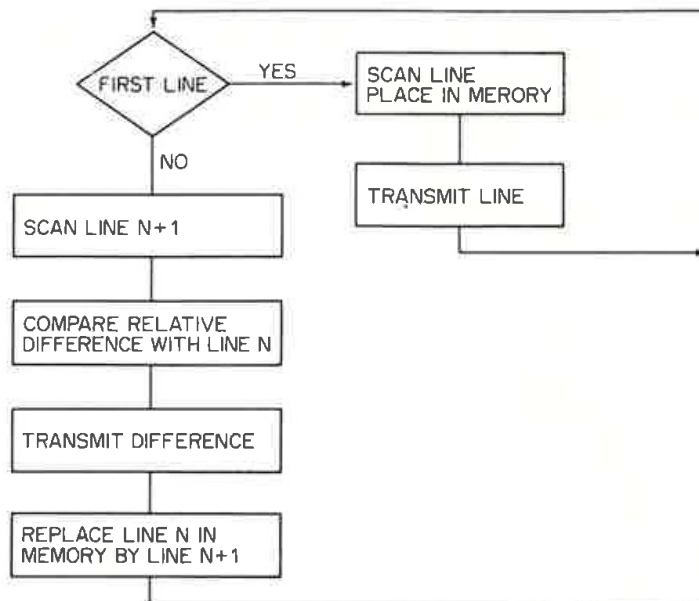 FIRST LINE
YES
SCAN LINE
PLACE IN MERORY
NO
TRANSMIT LINE
SCAN LINE N+1
COMPARE RELATIVE
DIFFERENCE WITH LINE N
TRANSMIT DIFFERENCE
REPLACE LINE N IN
MEMORY BY LINE N+1